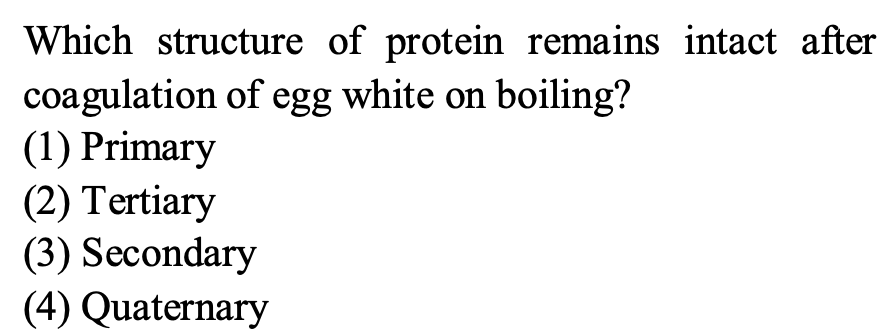 Which structure of protein remains intact after
coagulation of egg white on boiling?
(1) Primary
(2) Tertiary
(3) Secondary
(4) Quaternary